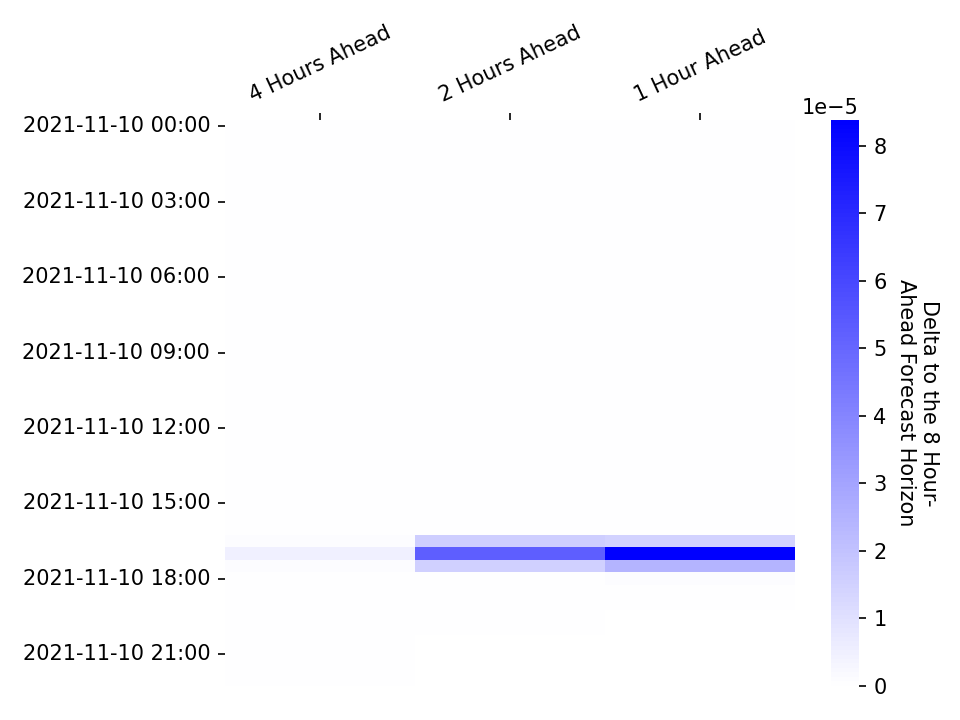 4 Hours Ahead
2 Hours Ahead
1 Hour Ahead
1e−5
2021-11-10 00:00
2021-11-10 03:00
2021-11-10 06:00
2021-11-10 09:00
2021-11-10 12:00
2021-11-10 15:00
2021-11-10 18:00
2021-11-10 21:00
8
7
6
5
4
3
2
1
0
Delta to the 8 Hour-
Ahead Forecast Horizon